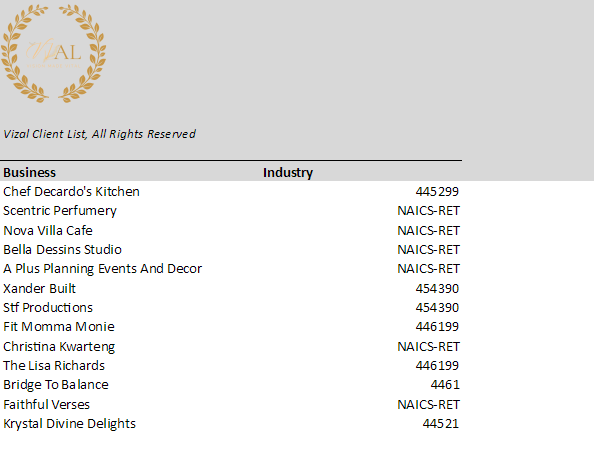 AL
Vizal Client List, All Rights Reserved
Business Industry
Chef Decardo's Kitchen 445299
Scentric Perfumery NAICS-RET
Nova Villa Cafe NAICS-RET
Bella Dessins Studio NAICS-RET
A Plus Planning Events And Decor NAICS-RET
Xander Built 454390
Stf Productions 454390
Fit Momma Monie 446199
Christina Kwarteng NAICS-RET
The Lisa Richards 446199
Bridge To Balance 4461
Faithful Verses NAICS-RET
Krystal Divine Delights 44521